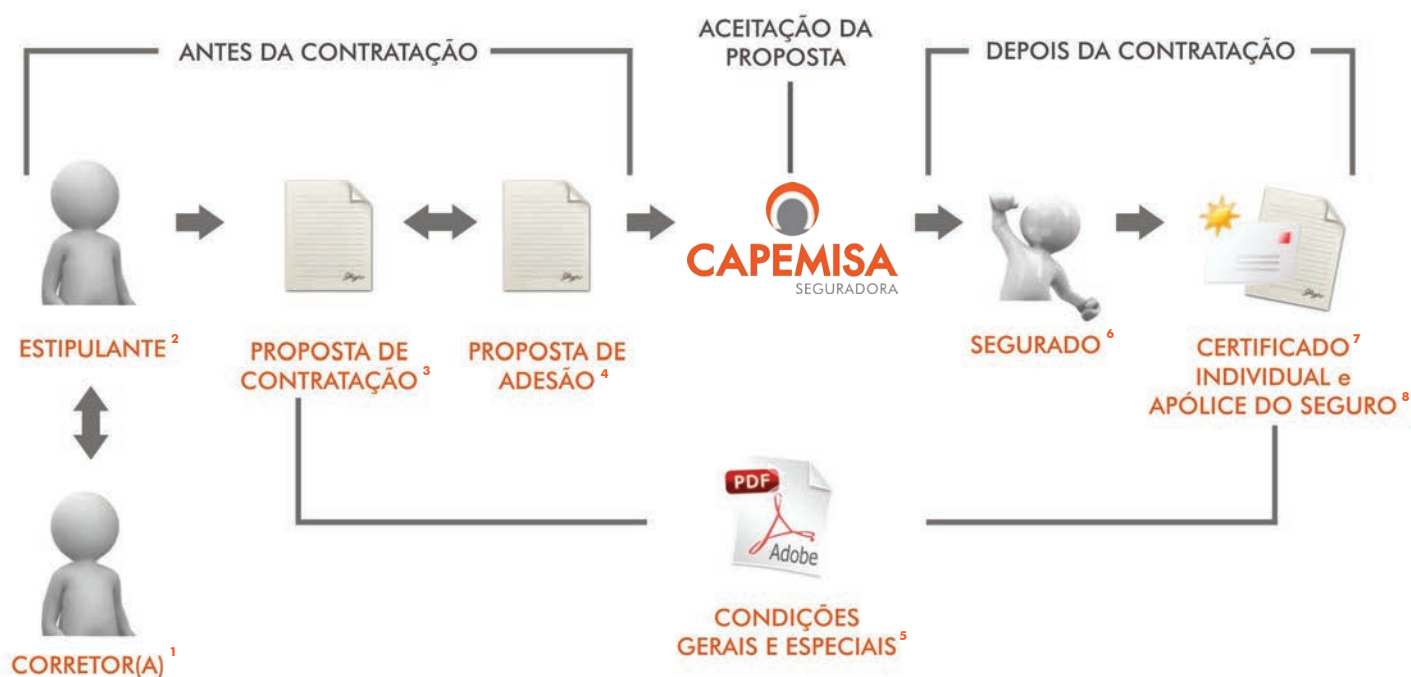 ANTES DA CONTRATAÇÃO
ACEITAÇÃO DA
PROPOSTA
DEPOIS DA CONTRATAÇÃO
CAPEMISA
SEGURADORA
ESTIPULANTE 2
PROPOSTA DE
CONTRATAÇÃO 3
PROPOSTA DE
ADESÃO 4
SEGURADO 6
CERTIFICADO 7
INDIVIDUAL e
APÓLICE DO SEGURO 8
PDF
Adobe
CONDIÇÕES
GERAIS E ESPECIAIS 5
CORRETOR(A) 1